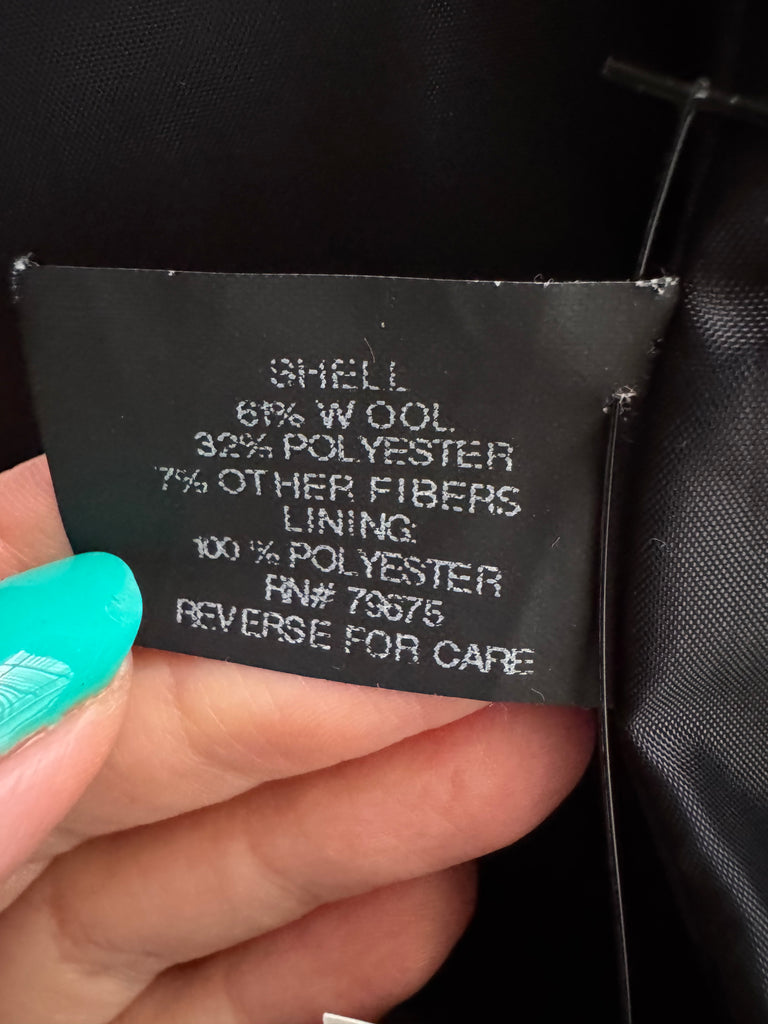 SHELL
61% WOOL
32% POLYESTER
7% OTHER FIBERS
LINING
100 % POLYESTER
RN# 79675
REVERSE FOR CARE